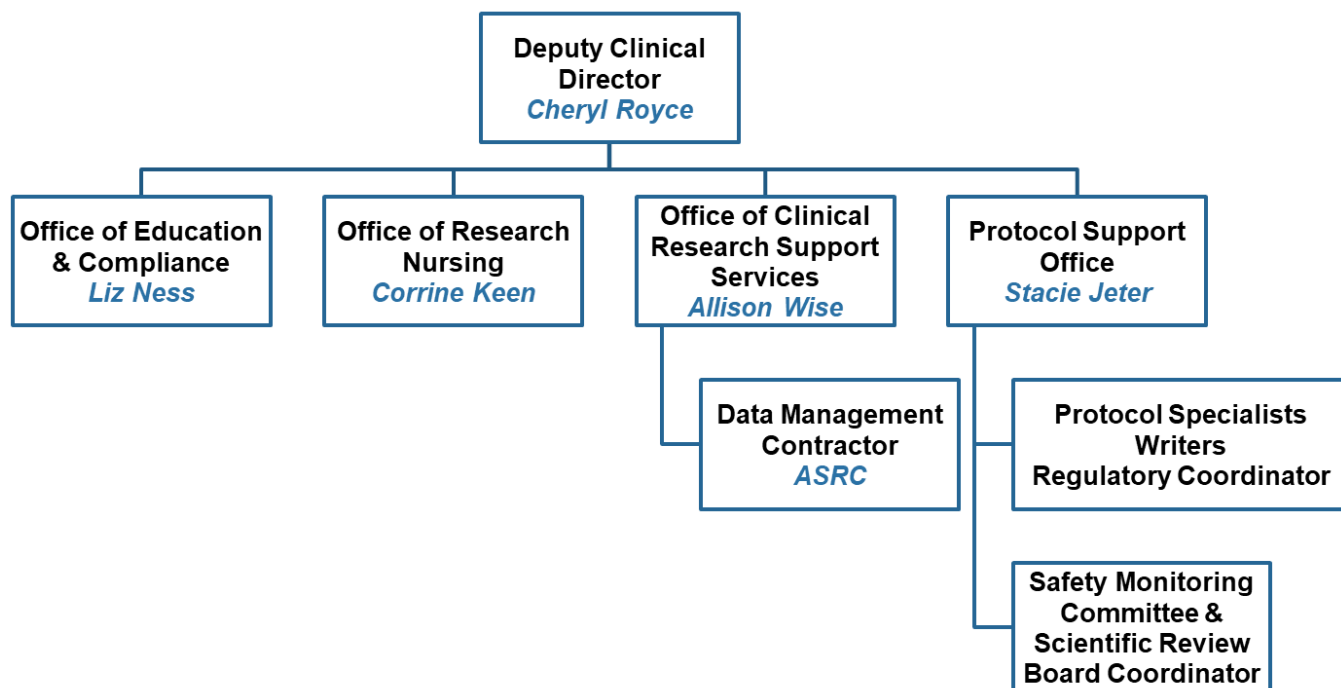 Deputy Clinical
Director
Cheryl Royce
Office of Education
& Compliance
Liz Ness
Office of Research
Nursing
Corrine Keen
Office of Clinical
Research Support
Services
Allison Wise
Protocol Support
Office
Stacie Jeter
Data Management
Contractor
ASRC
Protocol Specialists
Writers
Regulatory Coordinator
Safety Monitoring
Committee &
Scientific Review
Board Coordinator